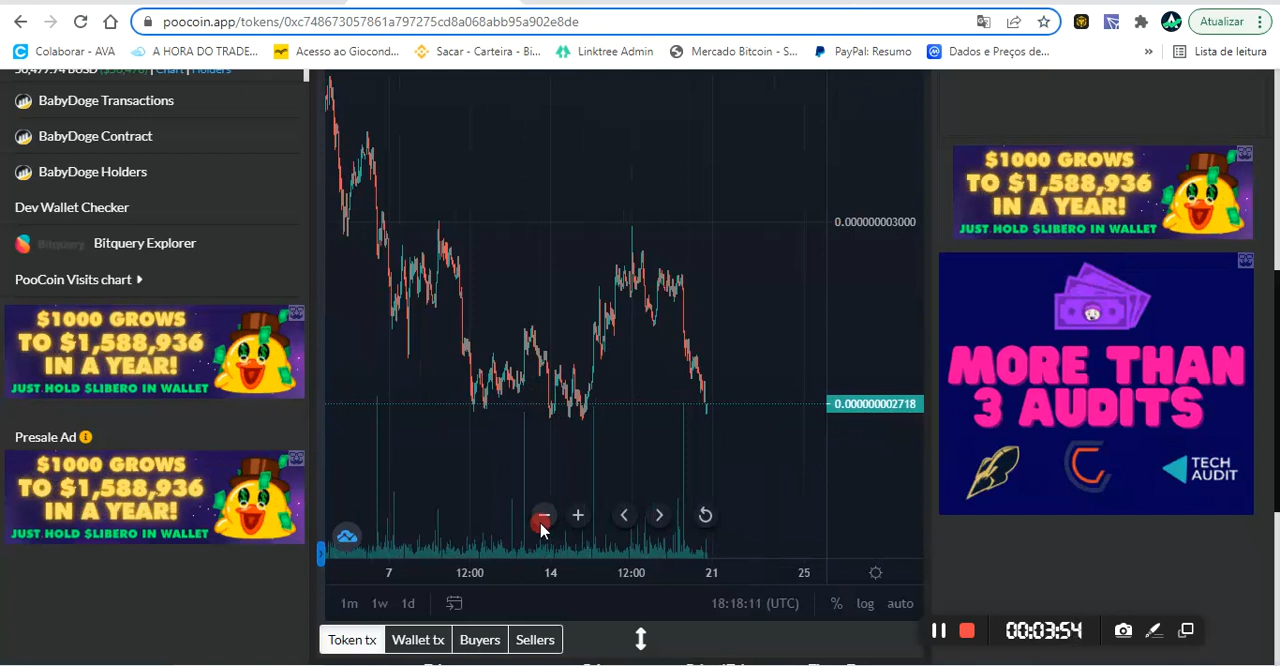 poocoin.app/tokens/0xc748673057861a797275cd8a068abb95a902e8de
Atualizar
Colaborar - AVA
A HORA DO TRADE...
Acesso ao Giocond...
Sacar - Carteira - Bi...
Linktree Admin
Mercado Bitcoin - S...
PayPal: Resumo
Dados e Preços de...
»
Lista de leitura
BabyDoge Transactions
BabyDoge Contract
BabyDoge Holders
Dev Wallet Checker
Bitquery
Bitquery Explorer
PooCoin Visits chart
$1000 GROWS
TO $1,588,936
IN A YEAR!
JUST HOLD $LIBERO IN WALLET
Presale Ad
$1000 GROWS
TO $1,588,936
IN A YEAR!
JUST HOLD $LIBERO IN WALLET
0.000000003000
0.000000002718
7
12:00
14
12:00
21
25
1m
1w
1d
18:18:11 (UTC)
%
log
auto
Token tx
Wallet tx
Buyers
Sellers
$1000 GROWS
TO $1,588,936
IN A YEAR!
JUST HOLD $LIBERO IN WALLET
MORE THAN
3 AUDITS
TECH
AUDIT
00:03:54